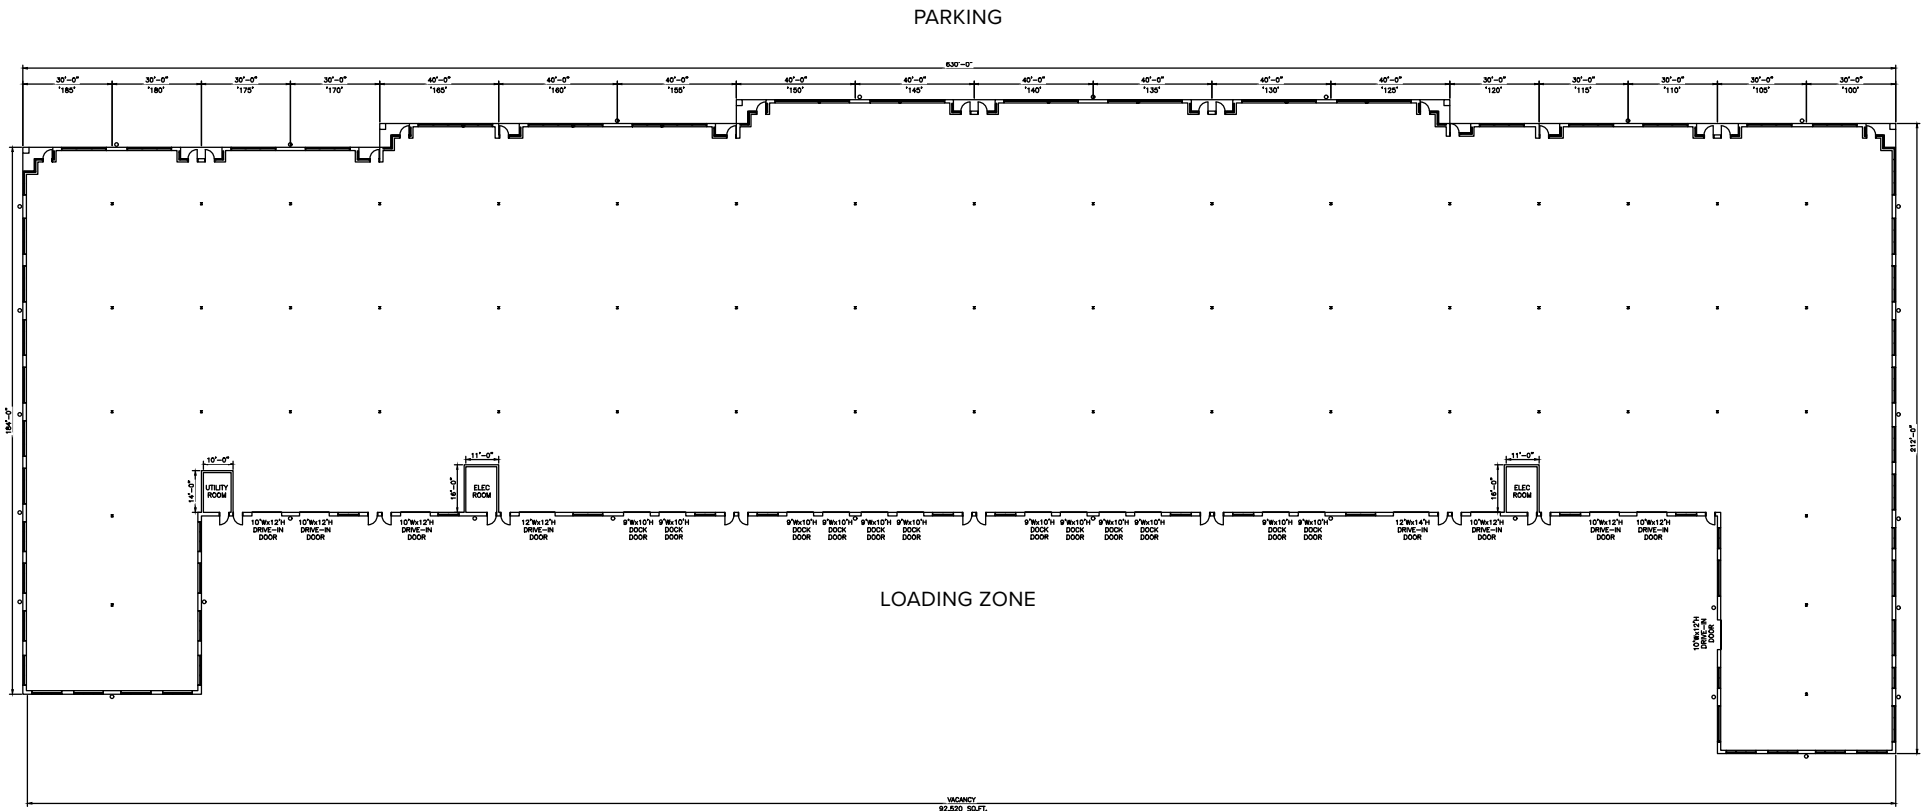 PARKING
630'-0"
30'-0" 30'-0" 30'-0" 30'-0" 40'-0" 40'-0" 40'-0" 40'-0" 40'-0" 40'-0" 40'-0" 40'-0" 40'-0" 30'-0" 30'-0" 30'-0" 30'-0" 30'-0"
'185' '180' '175' '170' '165' '160' '155' '150' '145' '140' '135' '130' '125' '120' '115' '110' '105' '100'
184'-0"
212'-0"
10'-0"
14'-0"
UTILITY
ROOM
11'-0"
16'-0"
ELEC
ROOM
11'-0"
16'-0"
ELEC
ROOM
10'Wx12'H
DRIVE-IN
DOOR
10'Wx12'H
DRIVE-IN
DOOR
10'Wx12'H
DRIVE-IN
DOOR
12'Wx12'H
DRIVE-IN
DOOR
9'Wx10'H
DOCK
DOOR
9'Wx10'H
DOCK
DOOR
9'Wx10'H
DOCK
DOOR
9'Wx10'H
DOCK
DOOR
9'Wx10'H
DOCK
DOOR
9'Wx10'H
DOCK
DOOR
9'Wx10'H
DOCK
DOOR
9'Wx10'H
DOCK
DOOR
9'Wx10'H
DOCK
DOOR
9'Wx10'H
DOCK
DOOR
9'Wx10'H
DOCK
DOOR
9'Wx10'H
DOCK
DOOR
12'Wx14'H
DRIVE-IN
DOOR
10'Wx12'H
DRIVE-IN
DOOR
10'Wx12'H
DRIVE-IN
DOOR
10'Wx12'H
DRIVE-IN
DOOR
LOADING ZONE
10'Wx12'H
DRIVE-IN
DOOR
VACANCY
92,520 SQ.FT.